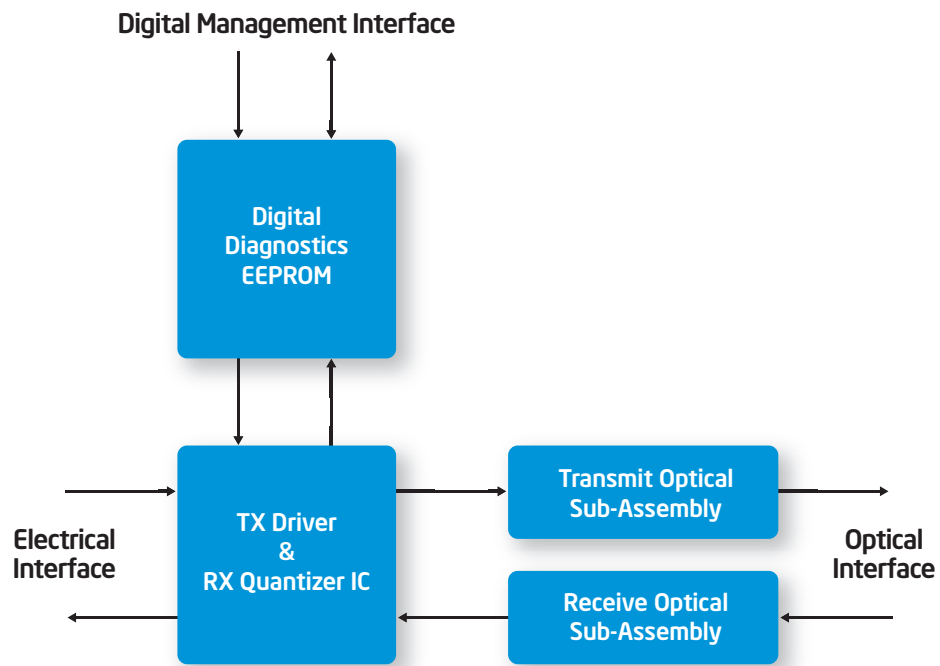 Digital Management Interface
Digital
Diagnostics
EEPROM
TX Driver
&
RX Quantizer IC
Transmit Optical
Sub-Assembly
Receive Optical
Sub-Assembly
Electrical
Interface
Optical
Interface